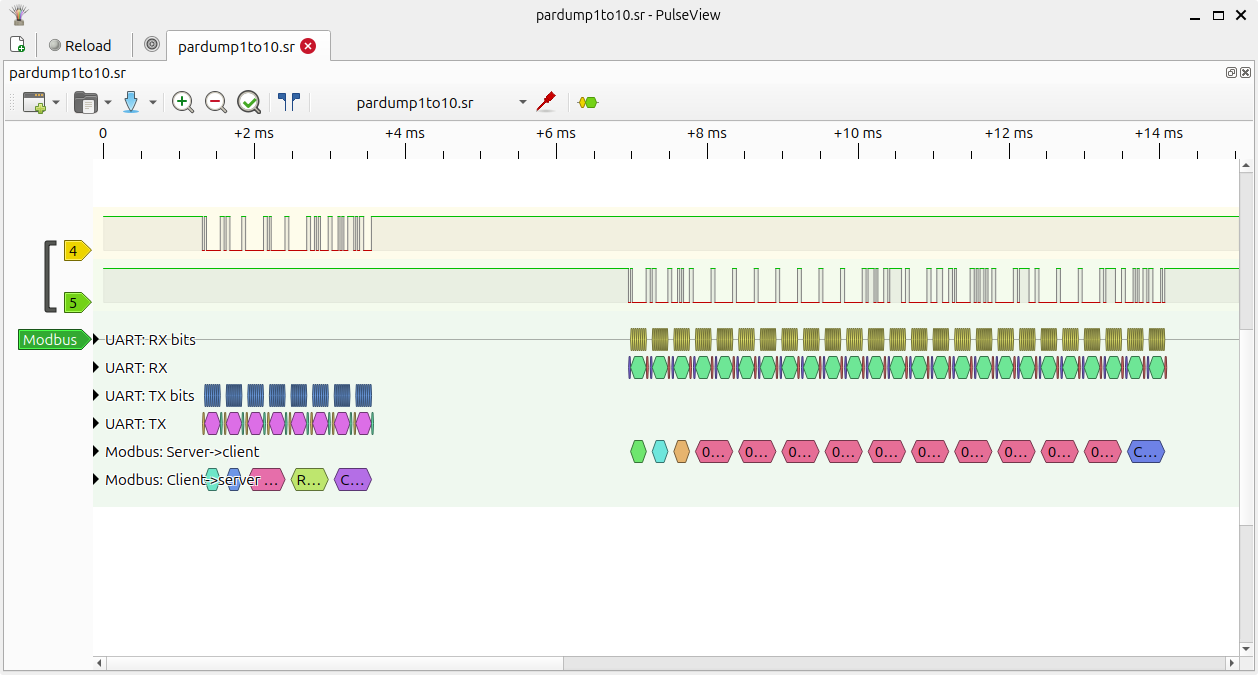 pardump1to10.sr - PulseView
Reload
pardump1to10.sr
pardump1to10.sr
pardump1to10.sr
0 +2 ms +4 ms +6 ms +8 ms +10 ms +12 ms +14 ms
4
5
Modbus
UART: RX bits
UART: RX
UART: TX bits
UART: TX
Modbus: Server->client 0... 0... 0... 0... 0... 0... 0... 0... 0... 0... C...
Modbus: Client->server ... R... C...